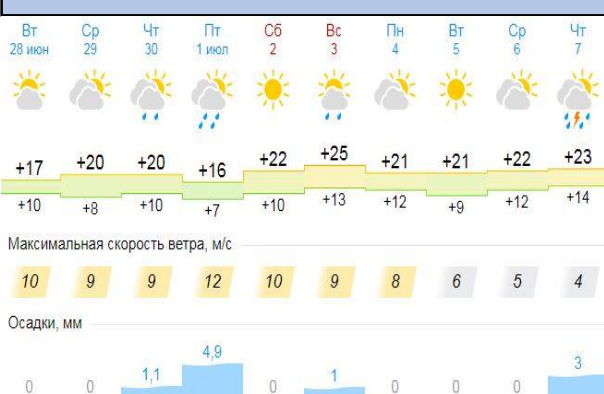 Вт Ср Чт Пт Сб Вс Пн Вт Ср Чт
28 июн 29 30 1 июл 2 3 4 5 6 7
+17 +20 +20 +16 +22 +25 +21 +21 +22 +23
+10 +8 +10 +7 +10 +13 +12 +9 +12 +14
Максимальная скорость ветра, м/с
10 9 9 12 10 9 8 6 5 4
Осадки, мм
0 0 1,1 4,9 0 1 0 0 0 3